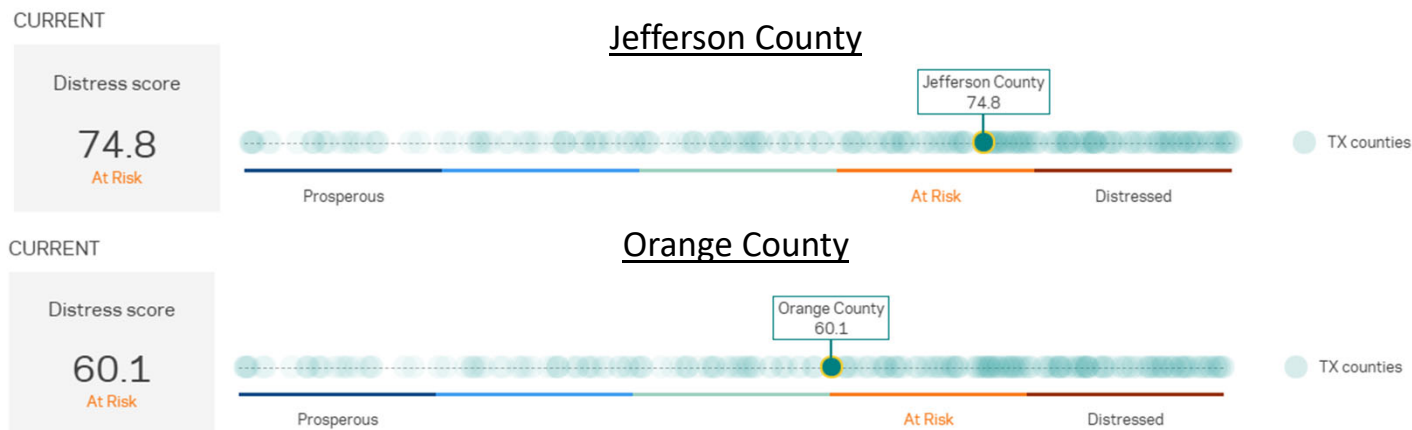 CURRENT
Jefferson County
Distress score
74.8
At Risk
Jefferson County
74.8
TX counties
Prosperous
At Risk
Distressed
CURRENT
Orange County
Distress score
60.1
At Risk
Orange County
60.1
TX counties
Prosperous
At Risk
Distressed